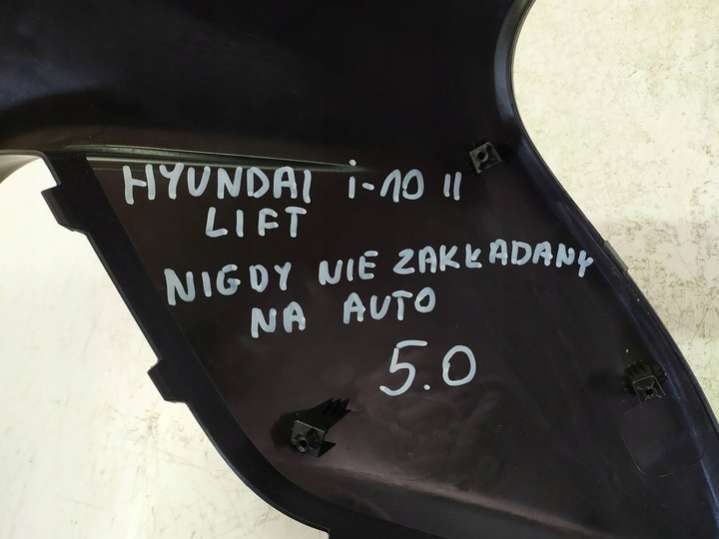 HYUNDAI i-10 II
LIFT
NIGDY NIE ZAKŁADANY
NA AUTO
5.0